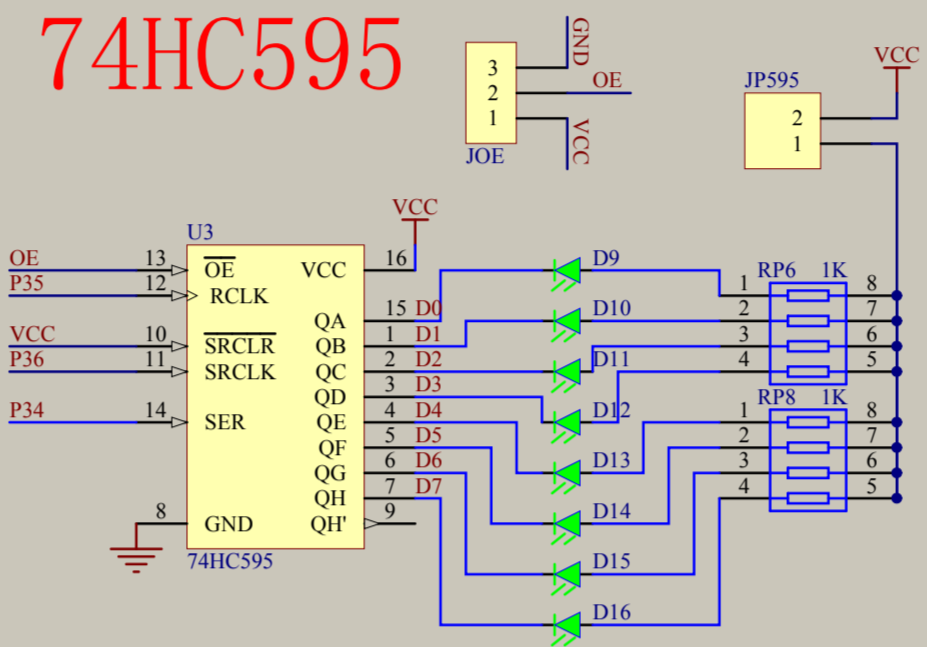 74HC595
GND
3
2
1
OE
VCC
JOE
VCC
JP595
2
1
U3
VCC
OE 13 OE VCC 16
P35 12 RCLK
QA 15 D0
VCC 10 SRCLR QB 1 D1
P36 11 SRCLK QC 2 D2
QD 3 D3
P34 14 SER QE 4 D4
QF 5 D5
QG 6 D6
QH 7 D7
8 GND QH' 9
74HC595
D9
D10
D11
D12
D13
D14
D15
D16
RP6 1K
1 8
2 7
3 6
4 5
RP8 1K
1 8
2 7
3 6
4 5